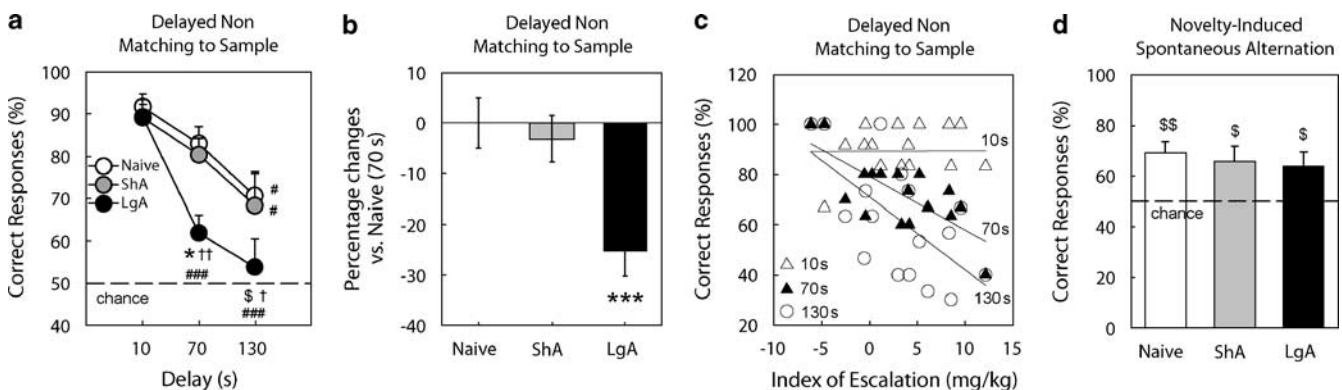 a
Delayed Non
Matching to Sample
Correct Responses (%)
100
90
80
70
60
50
40
Naive
ShA
LgA
#
#
* ††
###
chance
$ †
###
10 70 130
Delay (s)
b
Delayed Non
Matching to Sample
Percentage changes
vs. Naive (70 s)
10
0
-10
-20
-30
-40
***
Naive ShA LgA
c
Delayed Non
Matching to Sample
Correct Responses (%)
120
100
80
60
40
20
10s
70s
130s
10s
70s
130s
-10 -5 0 5 10 15
Index of Escalation (mg/kg)
d
Novelty-Induced
Spontaneous Alternation
Correct Responses (%)
100
80
60
40
20
0
$$ $ $
chance
Naive ShA LgA